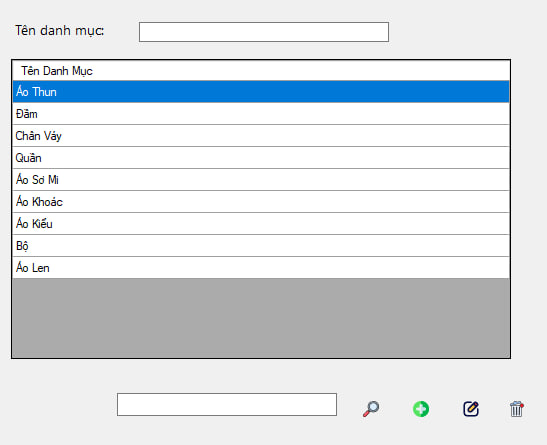 Tên danh mục:
Tên Danh Mục
Áo Thun
Đầm
Chân Váy
Quần
Áo Sơ Mi
Áo Khoác
Áo Kiểu
Bộ
Áo Len